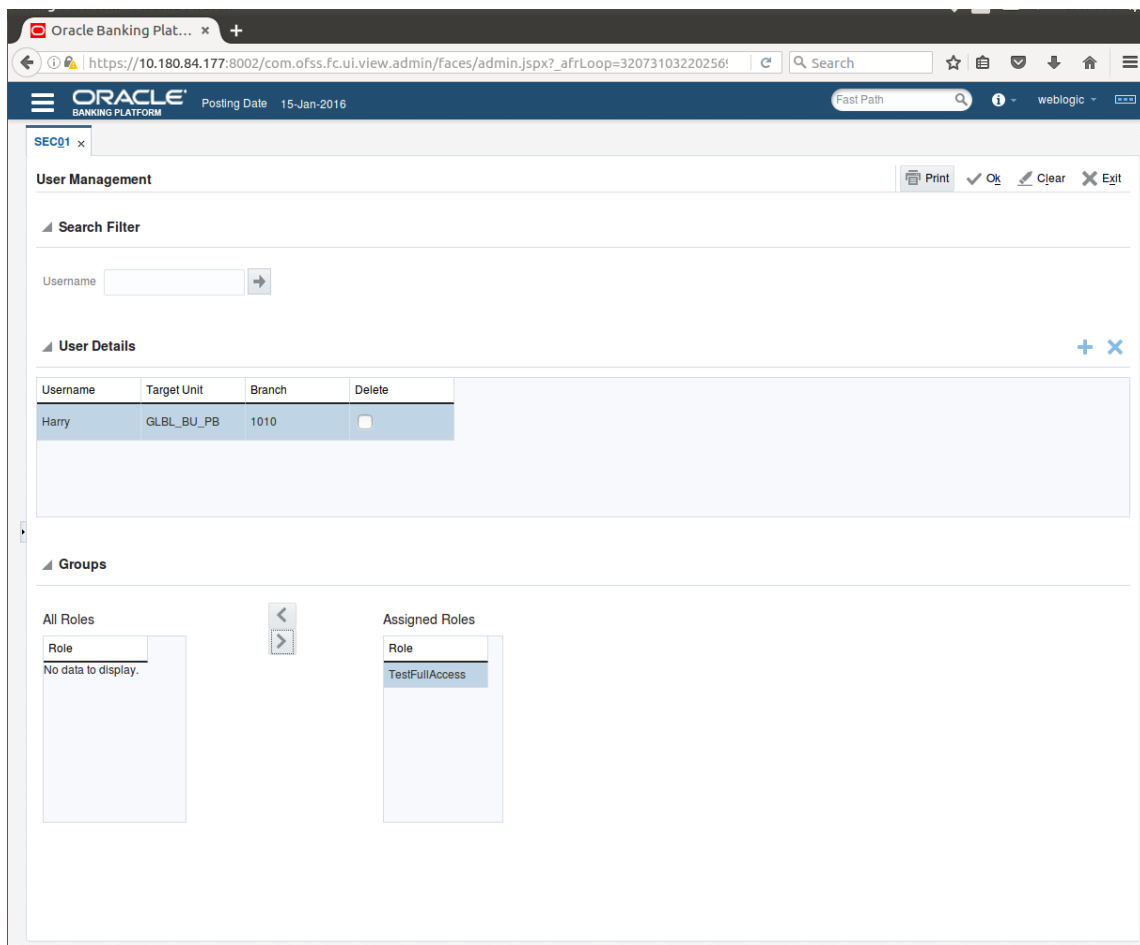 Oracle Banking Plat... × +
https://10.180.84.177:8002/com.ofss.fc.ui.view.admin/faces/admin.jspx?_afrLoop=32073103220256 Search
ORACLE Posting Date 15-Jan-2016 Fast Path weblogic
BANKING PLATFORM
SEC01 ×
User Management Print Ok Clear Exit
Search Filter
Username
User Details
Username Target Unit Branch Delete
Harry GLBL_BU_PB 1010
Groups
All Roles Assigned Roles
Role Role
No data to display. TestFullAccess